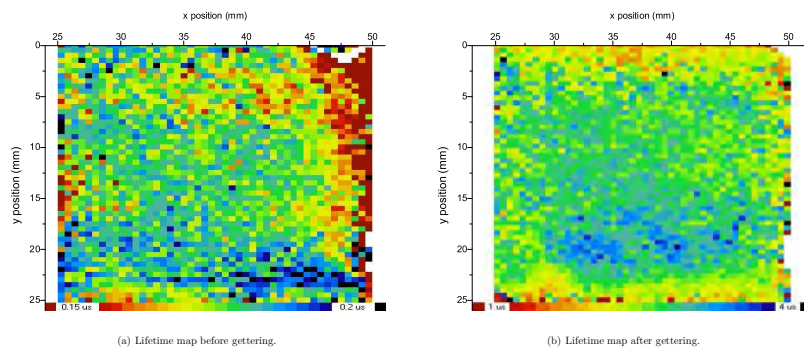 x position (mm)
25 30 35 40 45 50
0
5
10
15
20
25
y position (mm)
0.15 us 0.2 us
(a) Lifetime map before gettering.
x position (mm)
25 30 35 40 45 50
0
5
10
15
20
25
y position (mm)
1 us 4 us
(b) Lifetime map after gettering.